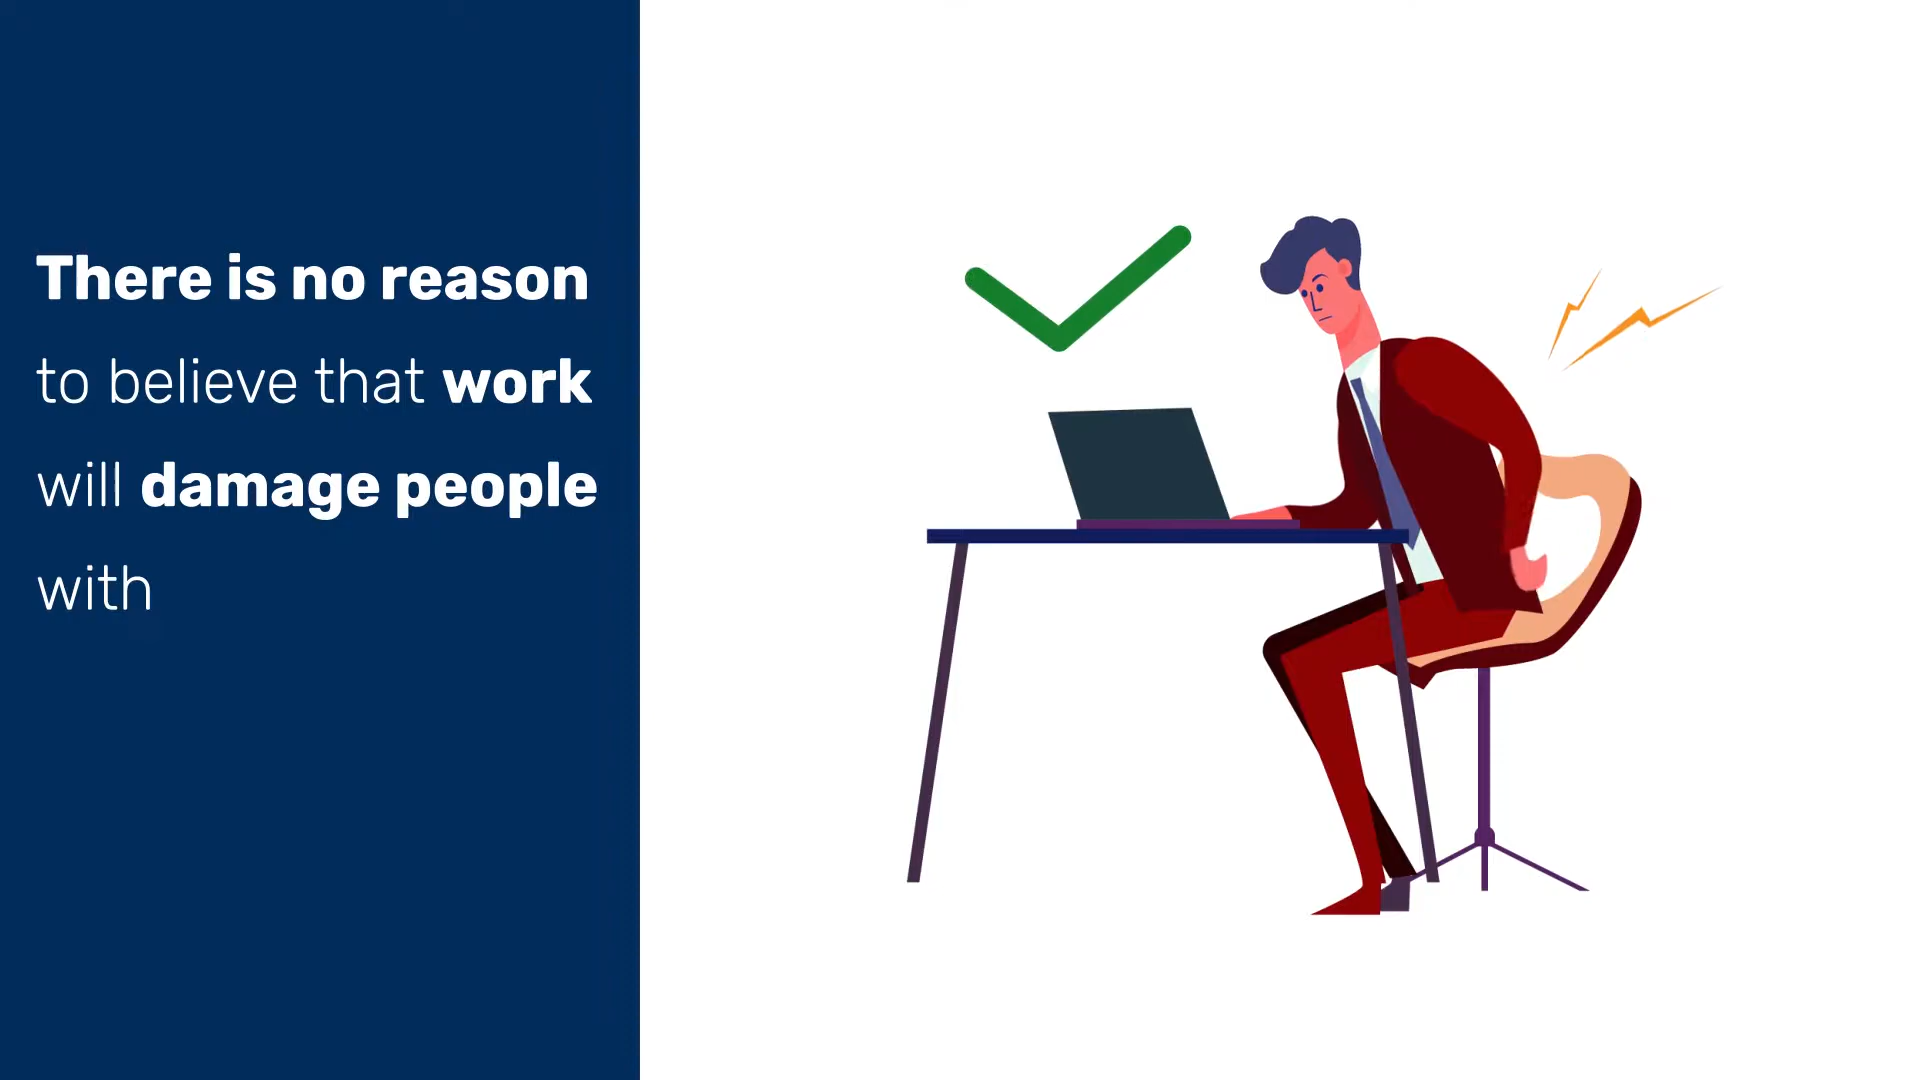 There is no reason
to believe that work
will damage people
with